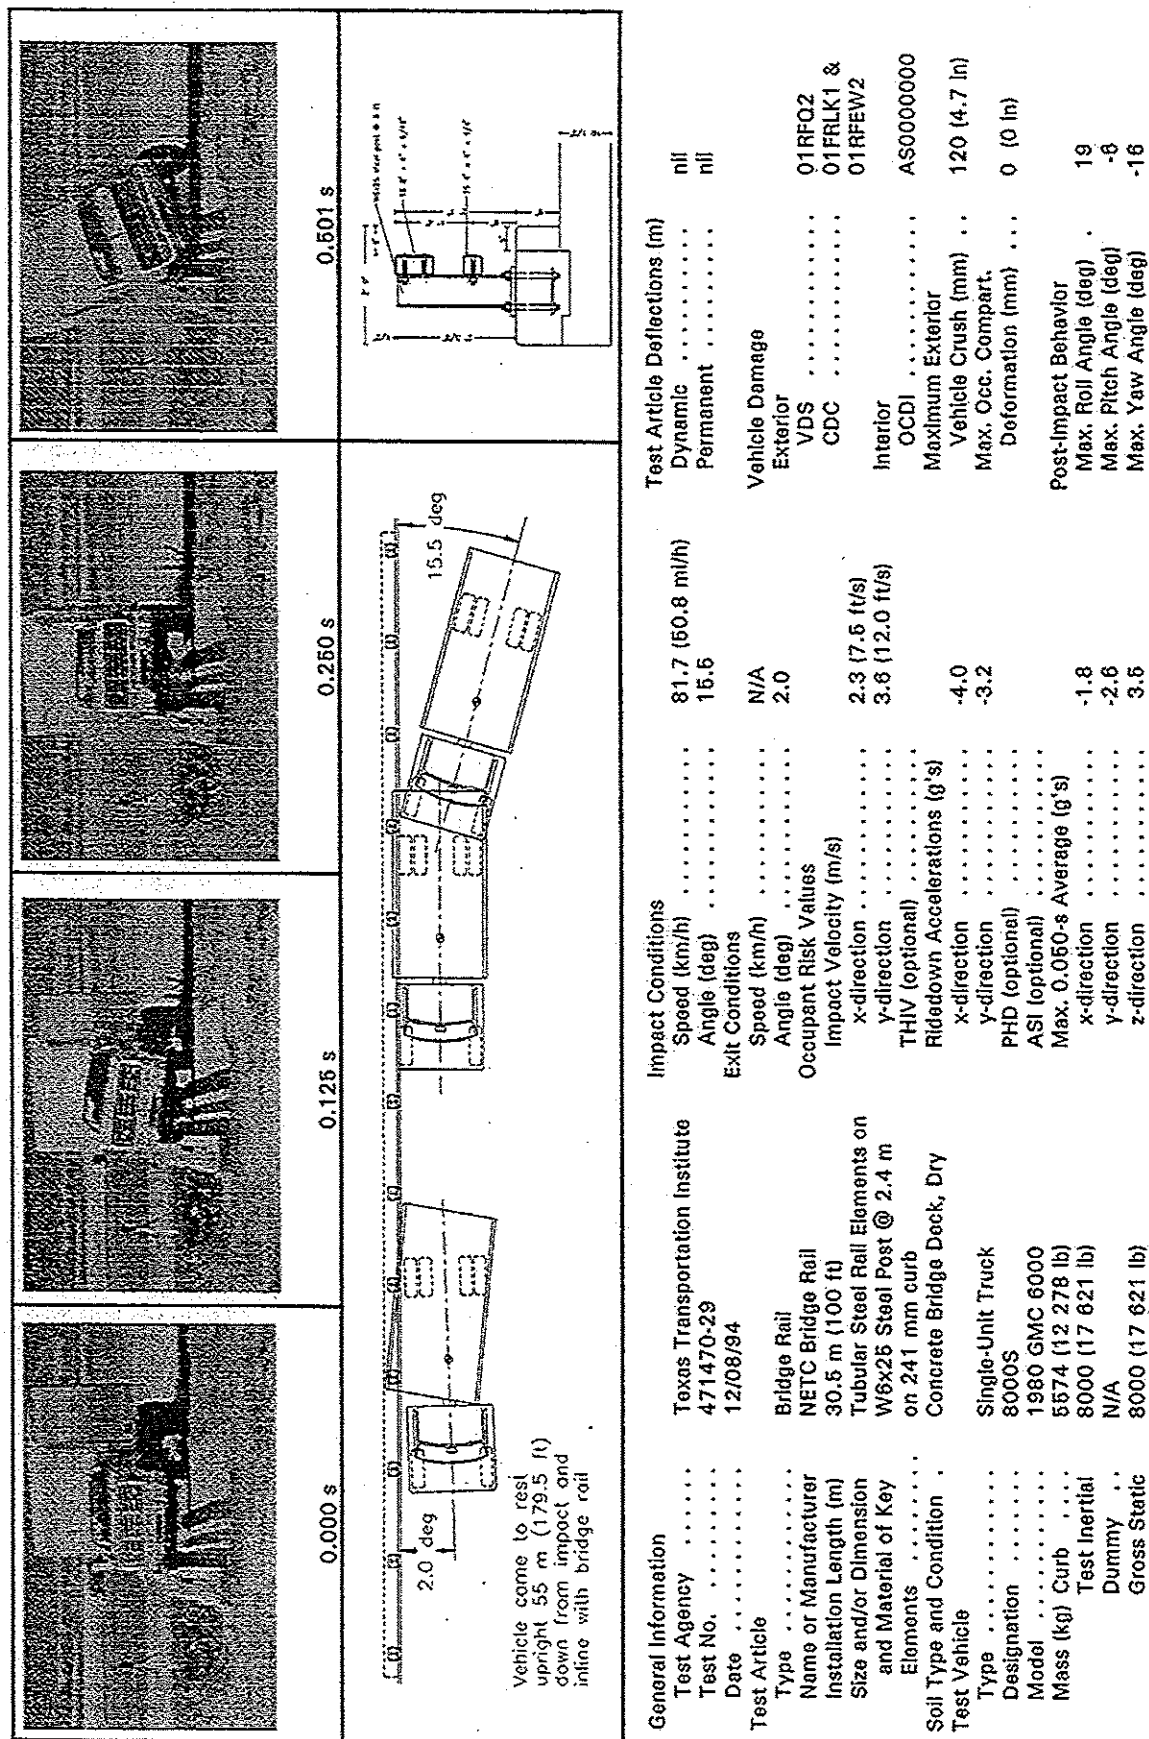 0.000 s
0.125 s
0.250 s
0.501 s
2.0 deg
15.5 deg
Vehicle came to rest
upright 55 m (179.5 ft)
down from impact and
inline with bridge rail
General Information
Test Agency ...... Texas Transportation Institute
Test No. ......... 471470-29
Date ............ 12/08/94
Test Article
Type ........... Bridge Rail
Name or Manufacturer NETC Bridge Rail
Installation Length (m) 30.5 m (100 ft)
Size and/or Dimension Tubular Steel Rail Elements on
and Material of Key W6x25 Steel Post @ 2.4 m
Elements ....... on 241 mm curb
Soil Type and Condition . Concrete Bridge Deck, Dry
Test Vehicle
Type ........... Single-Unit Truck
Designation ....... 8000S
Model ........... 1980 GMC 6000
Mass (kg) Curb .... 5574 (12 278 lb)
Test Inertial 8000 (17 621 lb)
Dummy .. N/A
Gross Static 8000 (17 621 lb)
Impact Conditions
Speed (km/h) .......... 81.7 (50.8 mi/h)
Angle (deg) ........... 15.5
Exit Conditions
Speed (km/h) .......... N/A
Angle (deg) ........... 2.0
Occupant Risk Values
Impact Velocity (m/s)
x-direction ........... 2.3 (7.5 ft/s)
y-direction ........... 3.6 (12.0 ft/s)
THIV (optional) .........
Ridedown Accelerations (g's)
x-direction ........... -4.0
y-direction ........... -3.2
PHD (optional) .........
ASI (optional) ..........
Max. 0.050-s Average (g's)
x-direction ........... -1.8
y-direction ........... -2.6
z-direction ........... 3.5
Test Article Deflections (m)
Dynamic ............ nil
Permanent .......... nil
Vehicle Damage
Exterior
VDS ............ 01RFQ2
CDC ............ 01FRLK1 &
01RFEW2
Interior
OCDI ........... AS0000000
Maximum Exterior
Vehicle Crush (mm) .. 120 (4.7 in)
Max. Occ. Compart.
Deformation (mm) ... 0 (0 in)
Post-Impact Behavior
Max. Roll Angle (deg) . 19
Max. Pitch Angle (deg) -6
Max. Yaw Angle (deg) -16